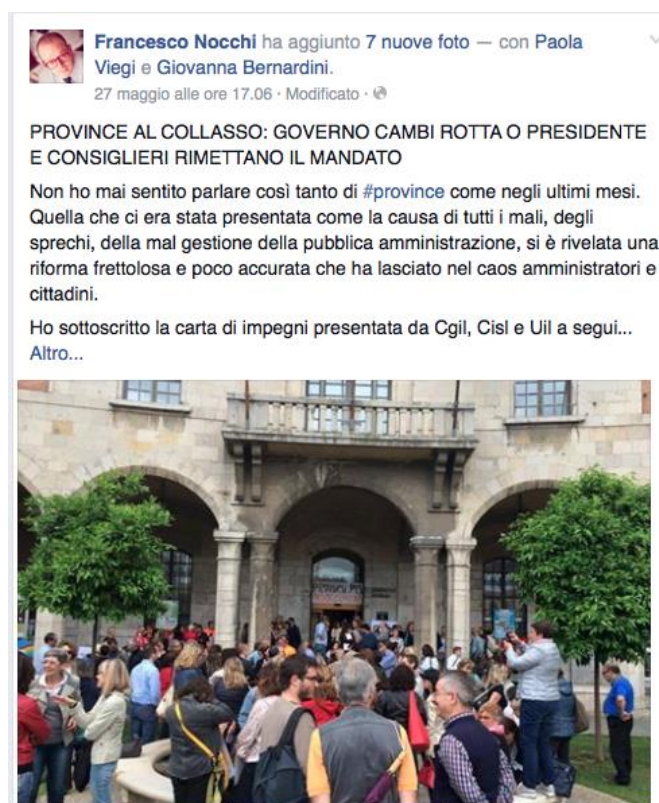 Francesco Nocchi ha aggiunto 7 nuove foto — con Paola
Viegi e Giovanna Bernardini.
27 maggio alle ore 17.06 · Modificato ·
PROVINCE AL COLLASSO: GOVERNO CAMBI ROTTA O PRESIDENTE
E CONSIGLIERI RIMETTANO IL MANDATO
Non ho mai sentito parlare così tanto di #province come negli ultimi mesi.
Quella che ci era stata presentata come la causa di tutti i mali, degli
sprechi, della mal gestione della pubblica amministrazione, si è rivelata una
riforma frettolosa e poco accurata che ha lasciato nel caos amministratori e
cittadini.
Ho sottoscritto la carta di impegni presentata da Cgil, Cisl e Uil a segui...
Altro...